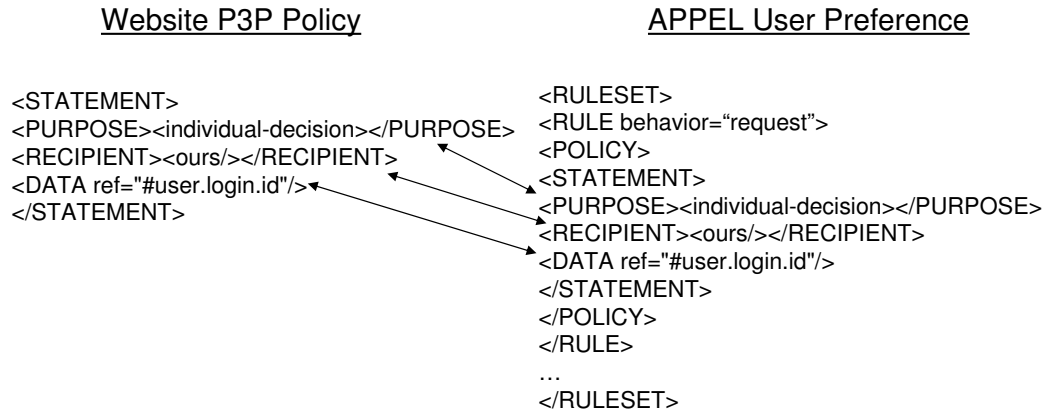 Website P3P Policy
<STATEMENT>
<PURPOSE><individual-decision></PURPOSE>
<RECIPIENT><ours/></RECIPIENT>
<DATA ref="#user.login.id"/>
</STATEMENT>
APPEL User Preference
<RULESET>
<RULE behavior=“request”>
<POLICY>
<STATEMENT>
<PURPOSE><individual-decision></PURPOSE>
<RECIPIENT><ours/></RECIPIENT>
<DATA ref="#user.login.id"/>
</STATEMENT>
</POLICY>
</RULE>
…
</RULESET>